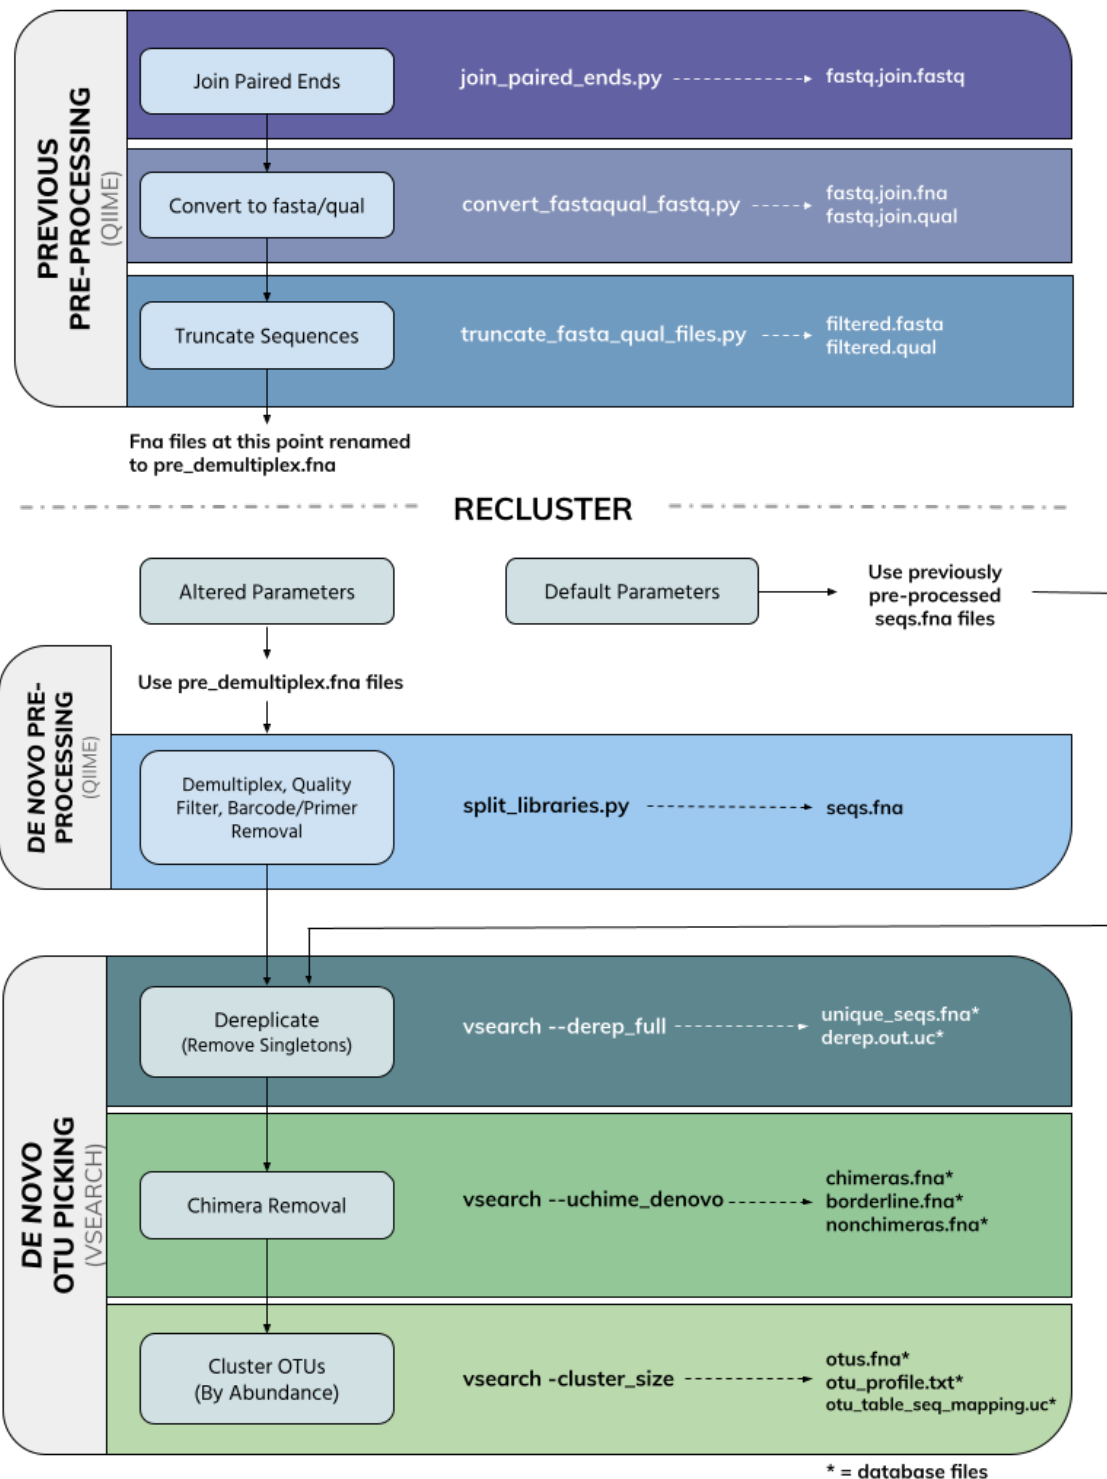 PREVIOUS
PRE-PROCESSING
(QIIME)
Join Paired Ends
join_paired_ends.py
fastq.join.fastq
Convert to fasta/qual
convert_fastaqual_fastq.py
fastq.join.fna
fastq.join.qual
Truncate Sequences
truncate_fasta_qual_files.py
filtered.fasta
filtered.qual
Fna files at this point renamed
to pre_demultiplex.fna
RECLUSTER
Altered Parameters
Default Parameters
Use previously
pre-processed
seqs.fna files
Use pre_demultiplex.fna files
DE NOVO PRE-
PROCESSING
(QIIME)
Demultiplex, Quality
Filter, Barcode/Primer
Removal
split_libraries.py
seqs.fna
DE NOVO
OTU PICKING
(VSEARCH)
Dereplicate
(Remove Singletons)
vsearch --derep_full
unique_seqs.fna*
derep.out.uc*
Chimera Removal
vsearch --uchime_denovo
chimeras.fna*
borderline.fna*
nonchimeras.fna*
Cluster OTUs
(By Abundance)
vsearch -cluster_size
otus.fna*
otu_profile.txt*
otu_table_seq_mapping.uc*
* = database files